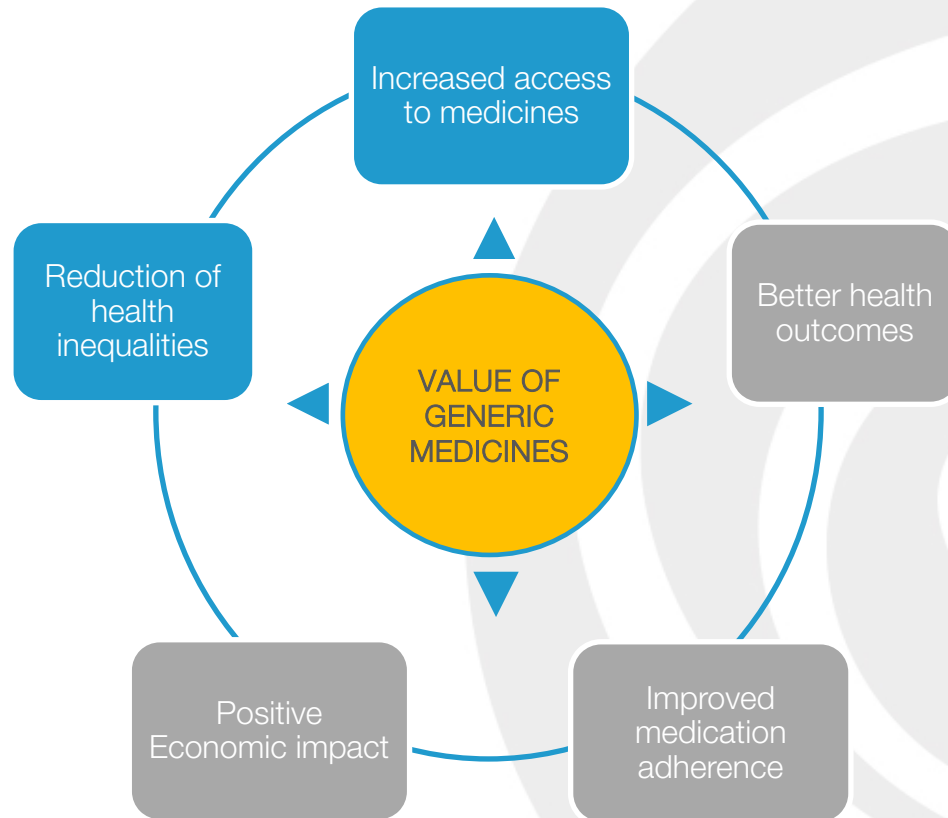 Increased access
to medicines
Reduction of
health
inequalities
Better health
outcomes
VALUE OF
GENERIC
MEDICINES
Positive
Economic impact
Improved
medication
adherence